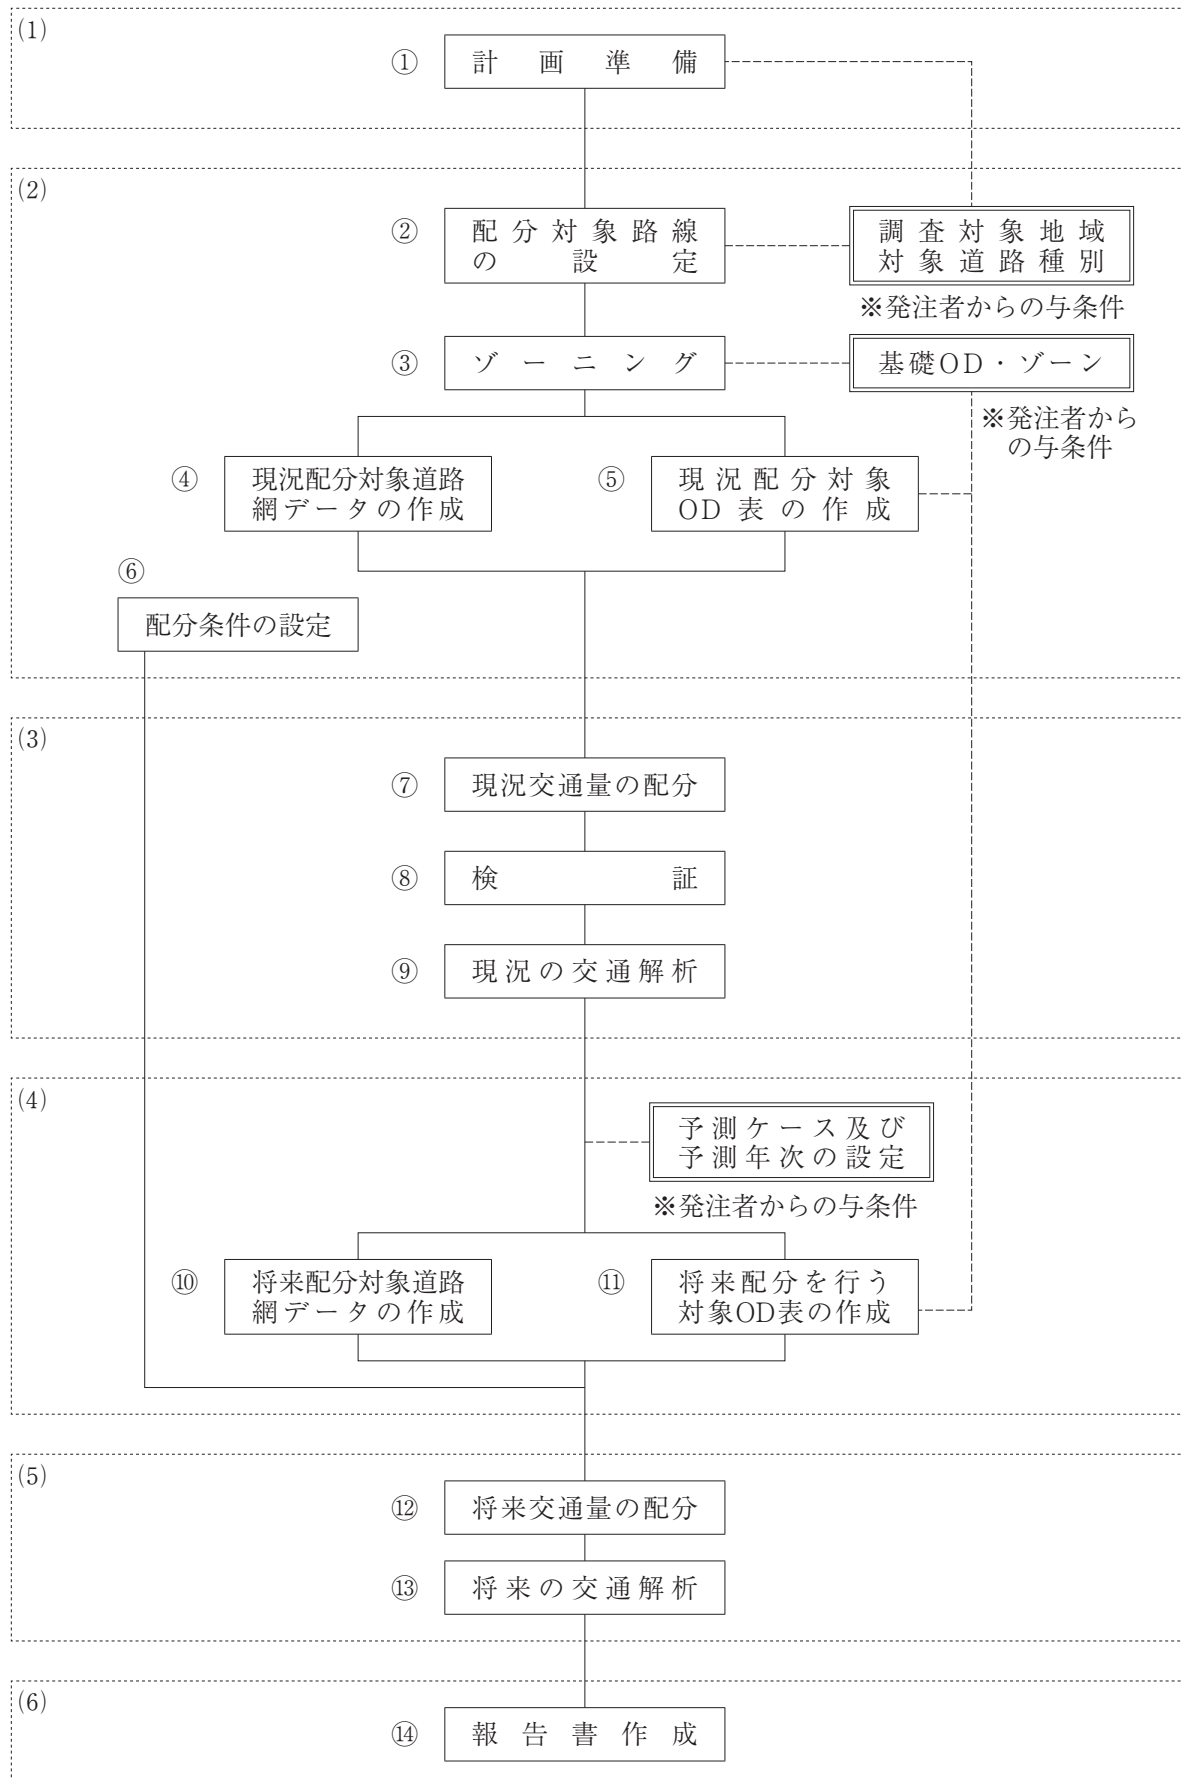 (1)
① 計画準備
(2)
② 配分対象路線
の設定
調査対象地域
対象道路種別
※発注者からの与条件
③ ゾーニング
基礎OD・ゾーン
※発注者から
の与条件
④ 現況配分対象道路
網データの作成
⑤ 現況配分対象
OD表の作成
⑥
配分条件の設定
(3)
⑦ 現況交通量の配分
⑧ 検証
⑨ 現況の交通解析
(4)
予測ケース及び
予測年次の設定
※発注者からの与条件
⑩ 将来配分対象道路
網データの作成
⑪ 将来配分を行う
対象OD表の作成
(5)
⑫ 将来交通量の配分
⑬ 将来の交通解析
(6)
⑭ 報告書作成